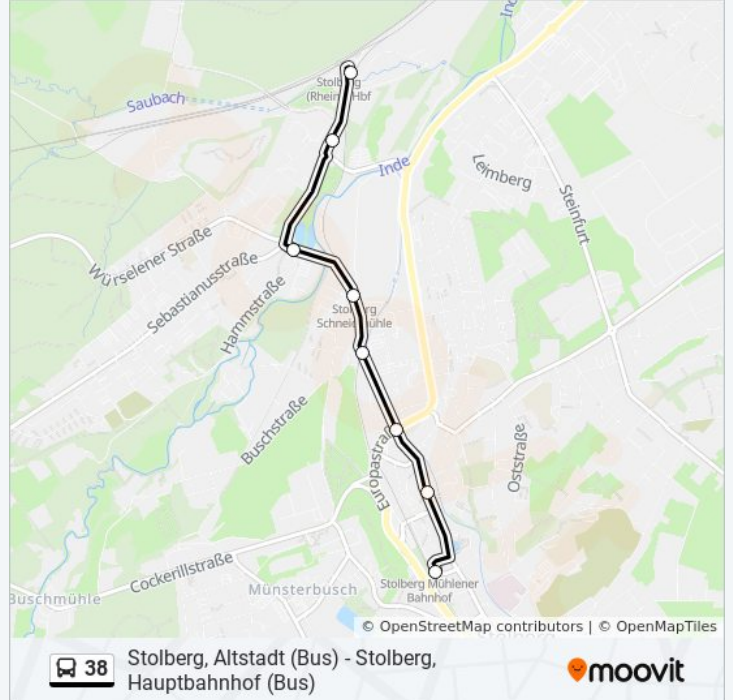 Stolberg
(Rheinl) Hbf
Saubach
Inde
Leimberg
Steinfurt
Würselener Straße
Sebastianusstraße
Hammstraße
Stolberg
Schneidmühle
Buschstraße
Europastraße
Oststraße
Cockerillstraße
Münsterbusch
Buschmühle
Stolberg Mühlener
Bahnhof
Stolberg
© OpenStreetMap contributors | © OpenMapTiles
38
Stolberg, Altstadt (Bus) - Stolberg,
Hauptbahnhof (Bus)
moovit